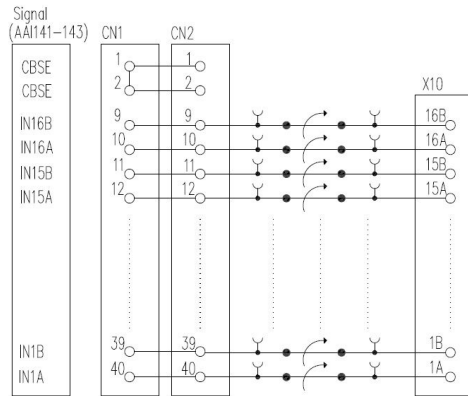 Signal
(AAI141-143) CN1 CN2
CBSE 1 1
CBSE 2 2 X10
IN16B 9 9 16B
IN16A 10 10 16A
IN15B 11 11 15B
IN15A 12 12 15A
IN1B 39 39 1B
IN1A 40 40 1A